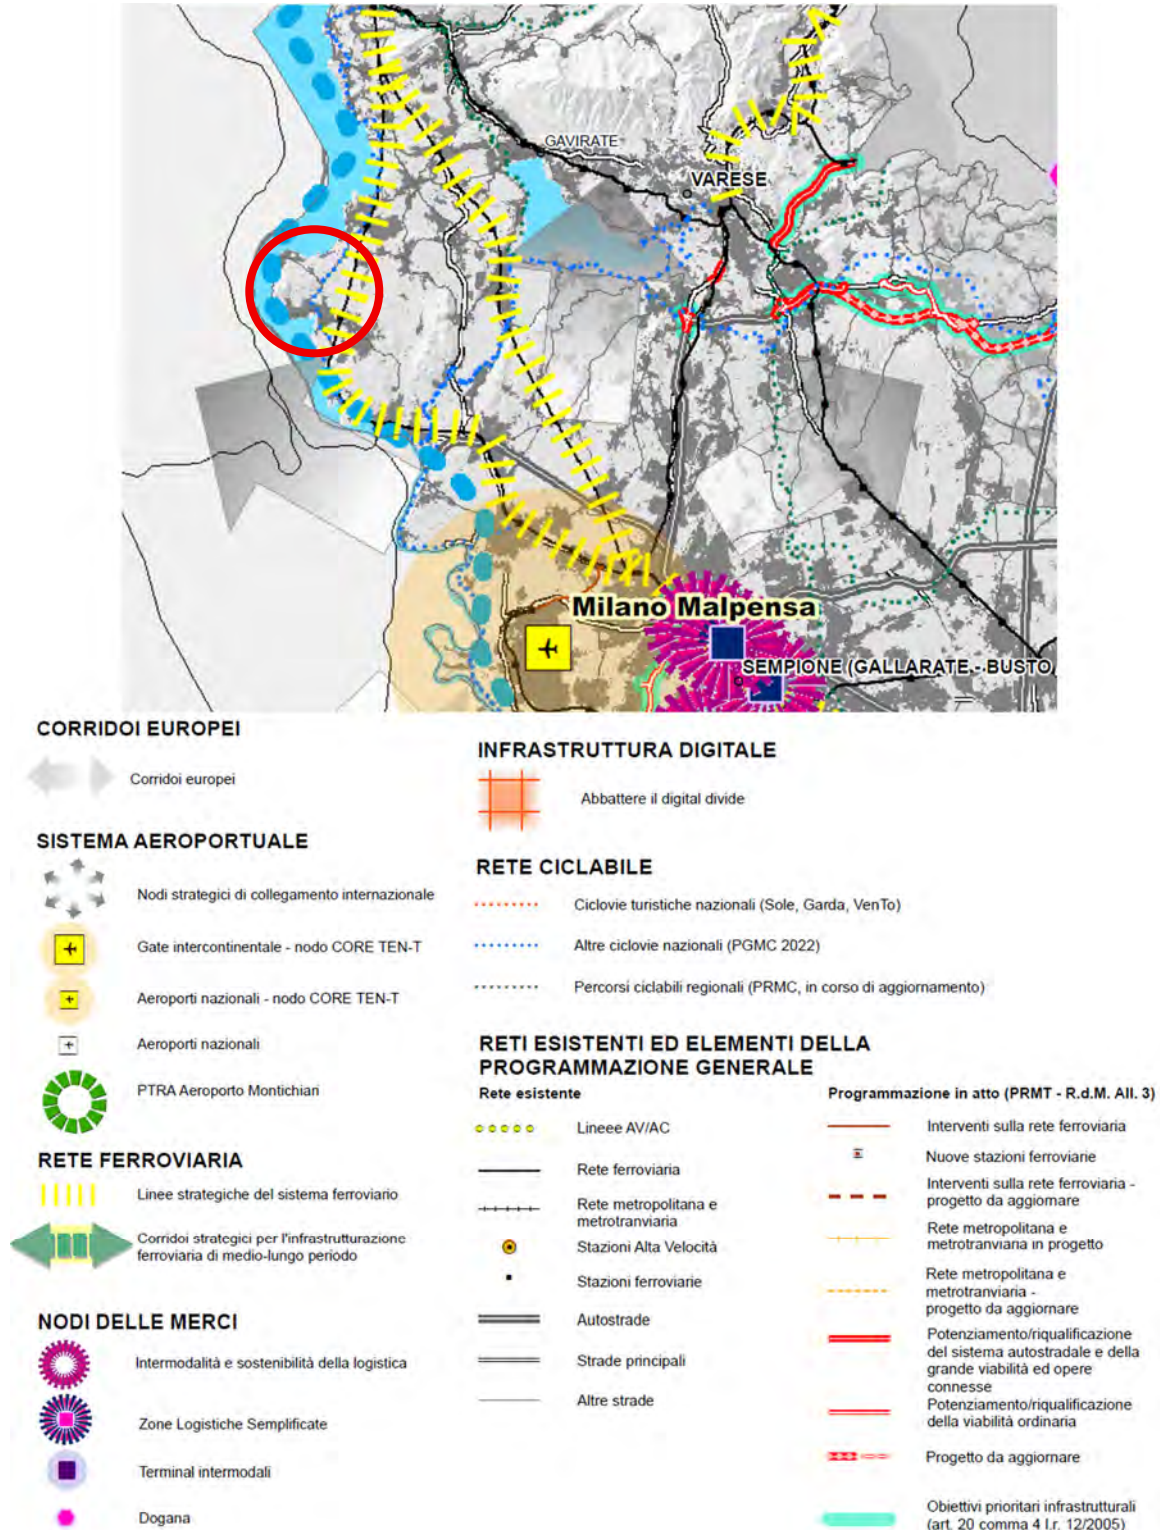 GAVIRATE
VARESE
Milano Malpensa
SEMPIONE (GALLARATE - BUSTO
CORRIDOI EUROPEI
Corridoi europei
SISTEMA AEROPORTUALE
Nodi strategici di collegamento internazionale
Gate intercontinentale - nodo CORE TEN-T
Aeroporti nazionali - nodo CORE TEN-T
Aeroporti nazionali
PTRA Aeroporto Montichiari
RETE FERROVIARIA
Linee strategiche del sistema ferroviario
Corridoi strategici per l'infrastrutturazione
ferroviaria di medio-lungo periodo
NODI DELLE MERCI
Intermodalità e sostenibilità della logistica
Zone Logistiche Semplificate
Terminal intermodali
Dogana
INFRASTRUTTURA DIGITALE
Abbattere il digital divide
RETE CICLABILE
Ciclovie turistiche nazionali (Sole, Garda, VenTo)
Altre ciclovie nazionali (PGMC 2022)
Percorsi ciclabili regionali (PRMC, in corso di aggiornamento)
RETI ESISTENTI ED ELEMENTI DELLA
PROGRAMMAZIONE GENERALE
Rete esistente
Lineee AV/AC
Rete ferroviaria
Rete metropolitana e
metrotranviaria
Stazioni Alta Velocità
Stazioni ferroviarie
Autostrade
Strade principali
Altre strade
Programmazione in atto (PRMT - R.d.M. All. 3)
Interventi sulla rete ferroviaria
Nuove stazioni ferroviarie
Interventi sulla rete ferroviaria -
progetto da aggiornare
Rete metropolitana e
metrotranviaria in progetto
Rete metropolitana e
metrotranviaria -
progetto da aggiornare
Potenziamento/riqualificazione
del sistema autostradale e della
grande viabilità ed opere
connesse
Potenziamento/riqualificazione
della viabilità ordinaria
Progetto da aggiornare
Obiettivi prioritari infrastrutturali
(art. 20 comma 4 l.r. 12/2005)